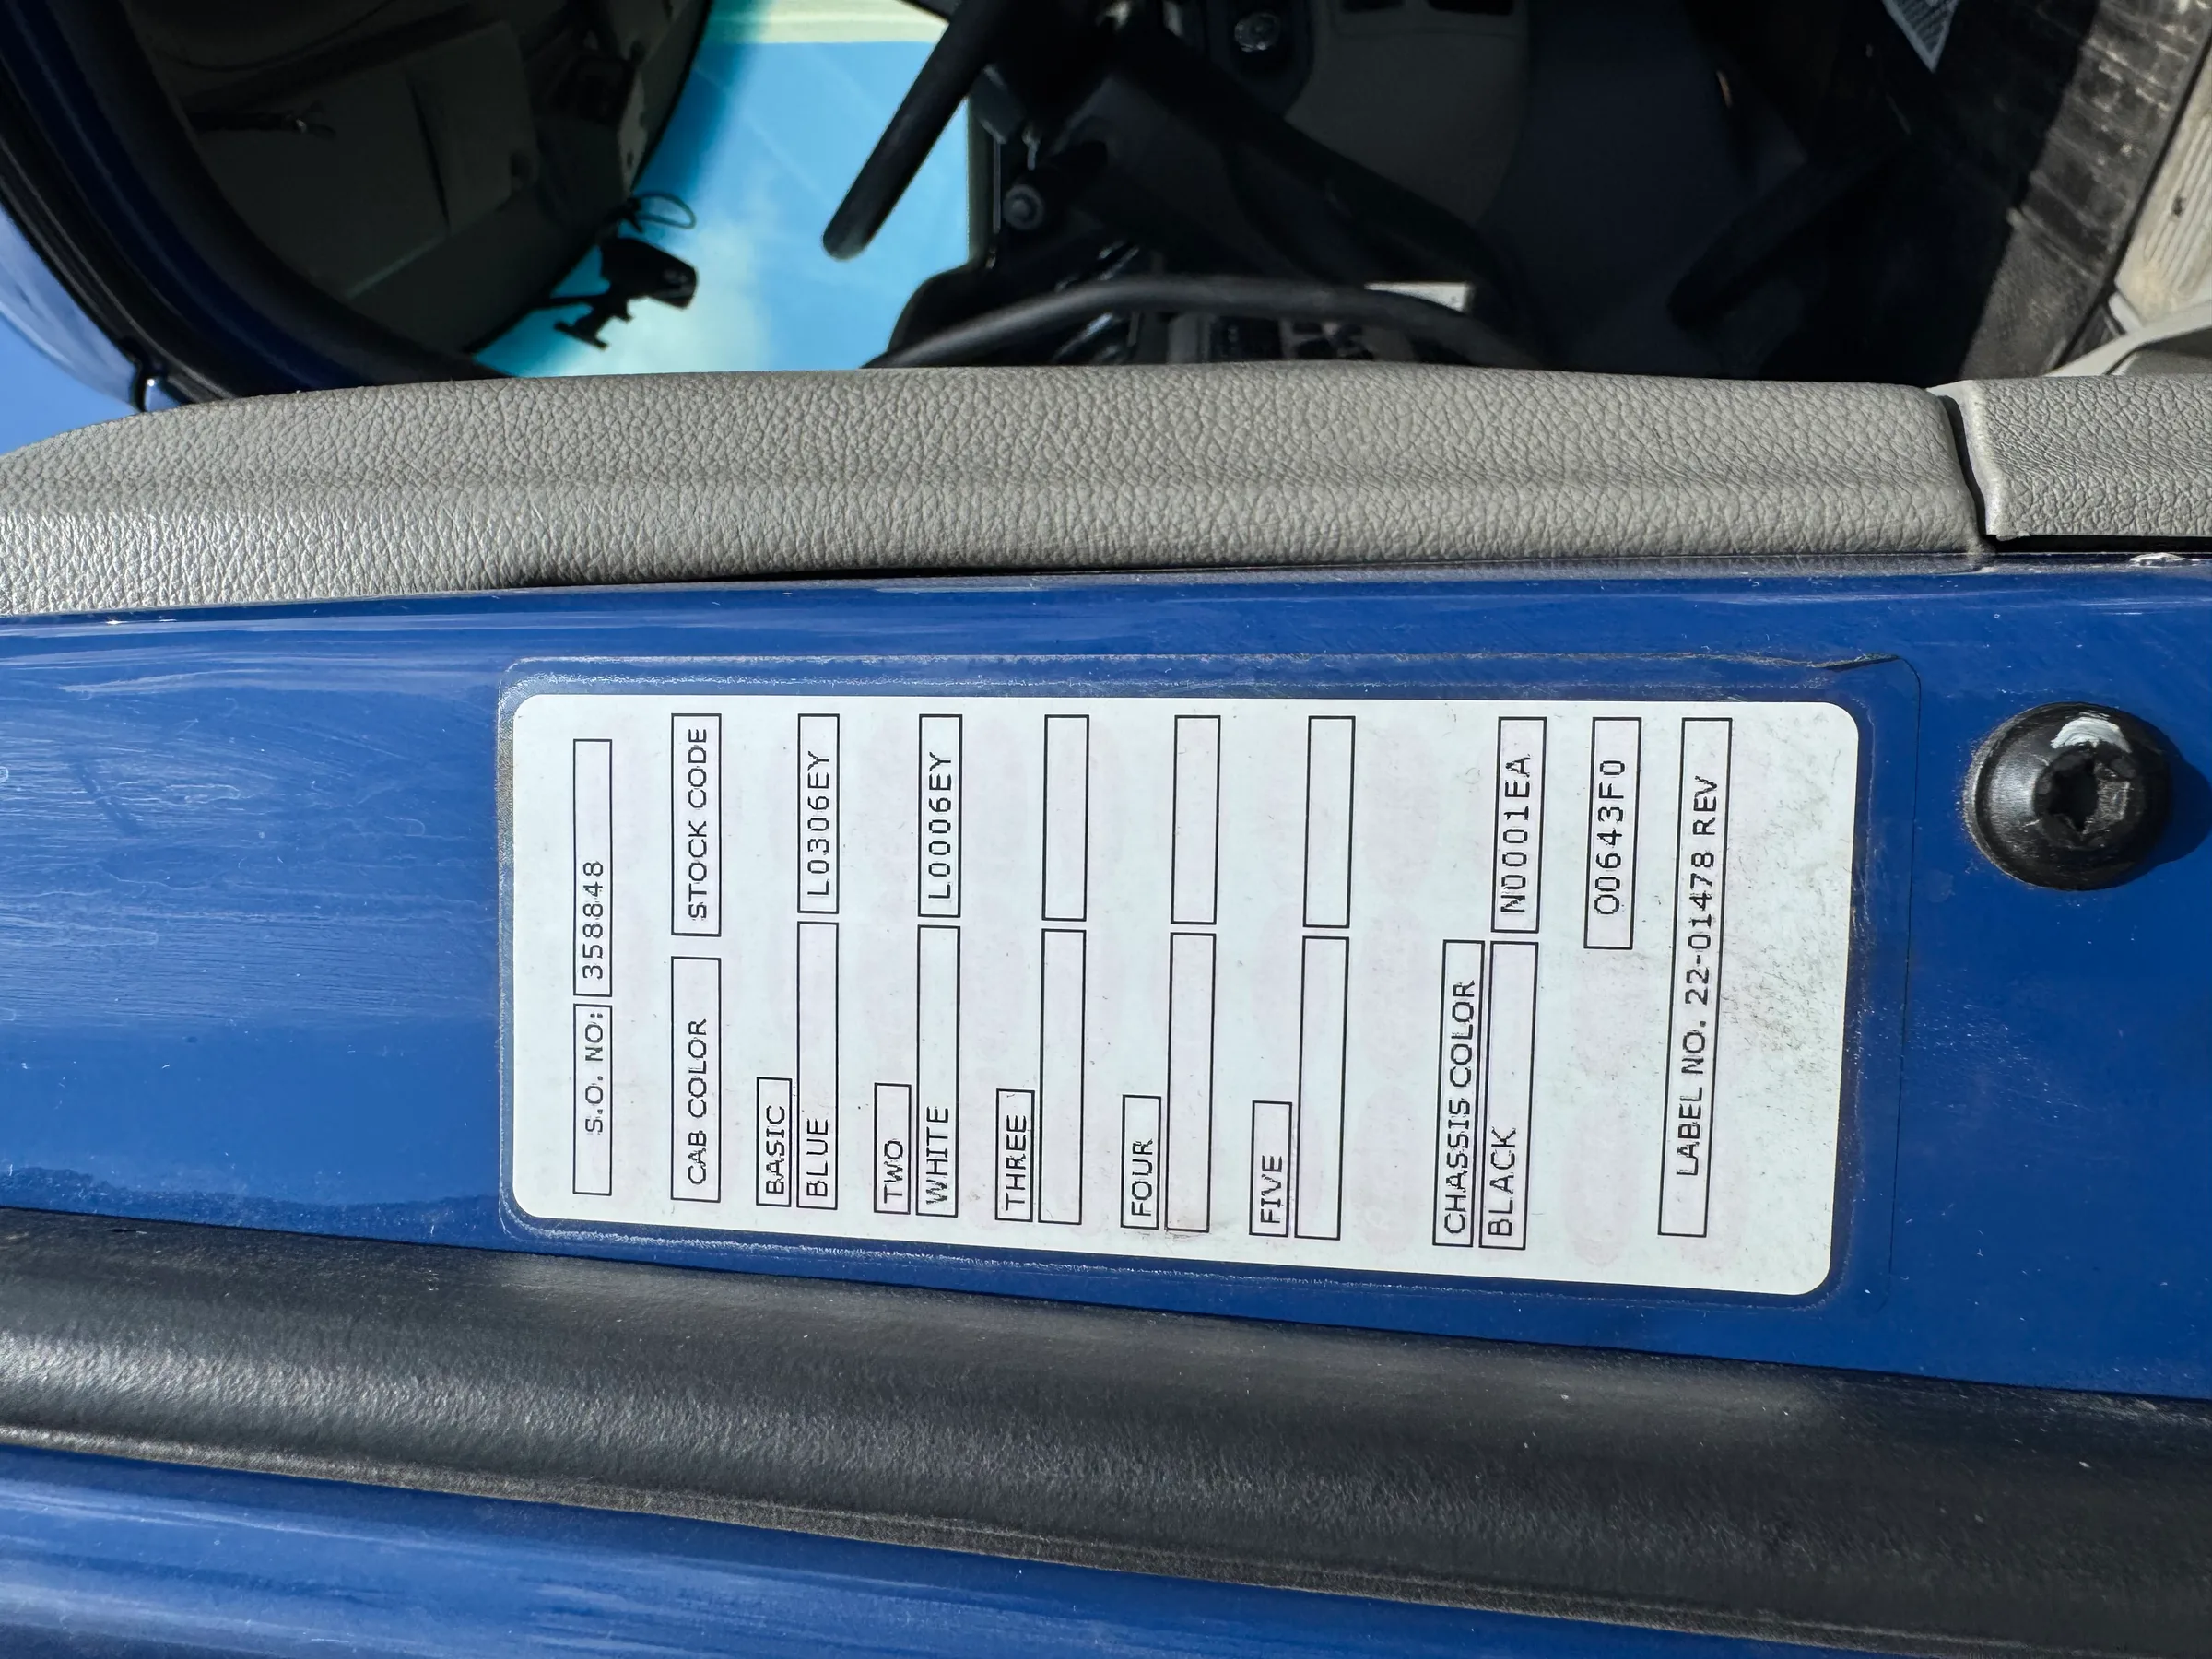 S.O. NO: 358848
CAB COLOR STOCK CODE
BASIC
BLUE L0306EY
TWO
WHITE L0006EY
THREE
FOUR
FIVE
CHASSIS COLOR
BLACK N0001EA
00643F0
LABEL NO. 22-01478 REV